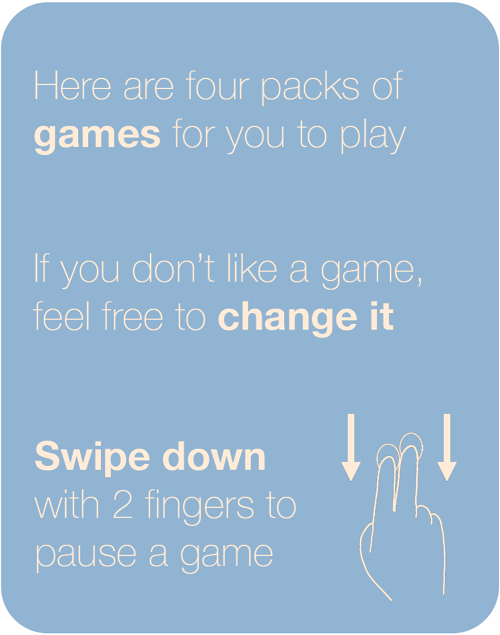 Here are four packs of
games for you to play
If you don’t like a game,
feel free to change it
Swipe down
with 2 fingers to
pause a game